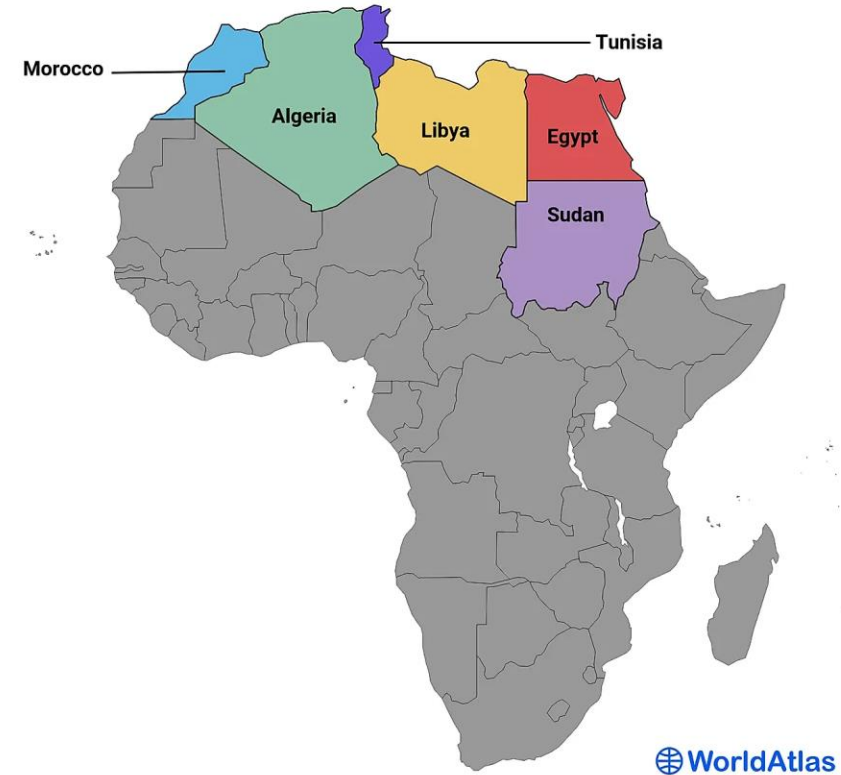 Tunisia
Morocco
Algeria
Libya
Egypt
Sudan
WorldAtlas